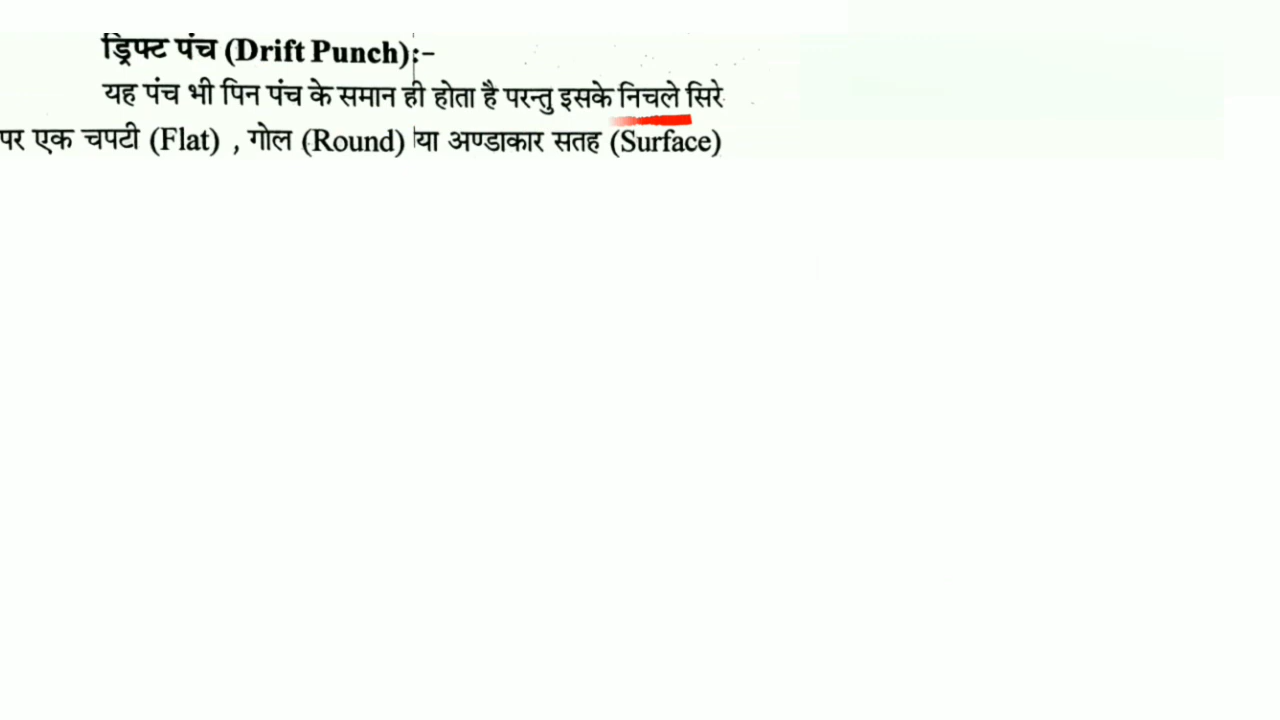 ड्रिफ्ट पंच (Drift Punch):-
यह पंच भी पिन पंच के समान ही होता है परन्तु इसके निचले सिरे
पर एक चपटी (Flat) , गोल (Round) या अण्डाकार सतह (Surface)